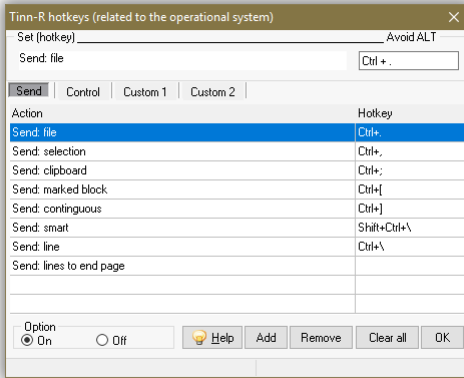 Tinn-R hotkeys (related to the operational system)
Set (hotkey) Avoid ALT
Send: file Ctrl + .
Send Control Custom 1 Custom 2
Action Hotkey
Send: file Ctrl+.
Send: selection Ctrl+,
Send: clipboard Ctrl+;
Send: marked block Ctrl+[
Send: continguous Ctrl+]
Send: smart Shift+Ctrl+\
Send: line Ctrl+\
Send: lines to end page
Option
On Off Help Add Remove Clear all OK